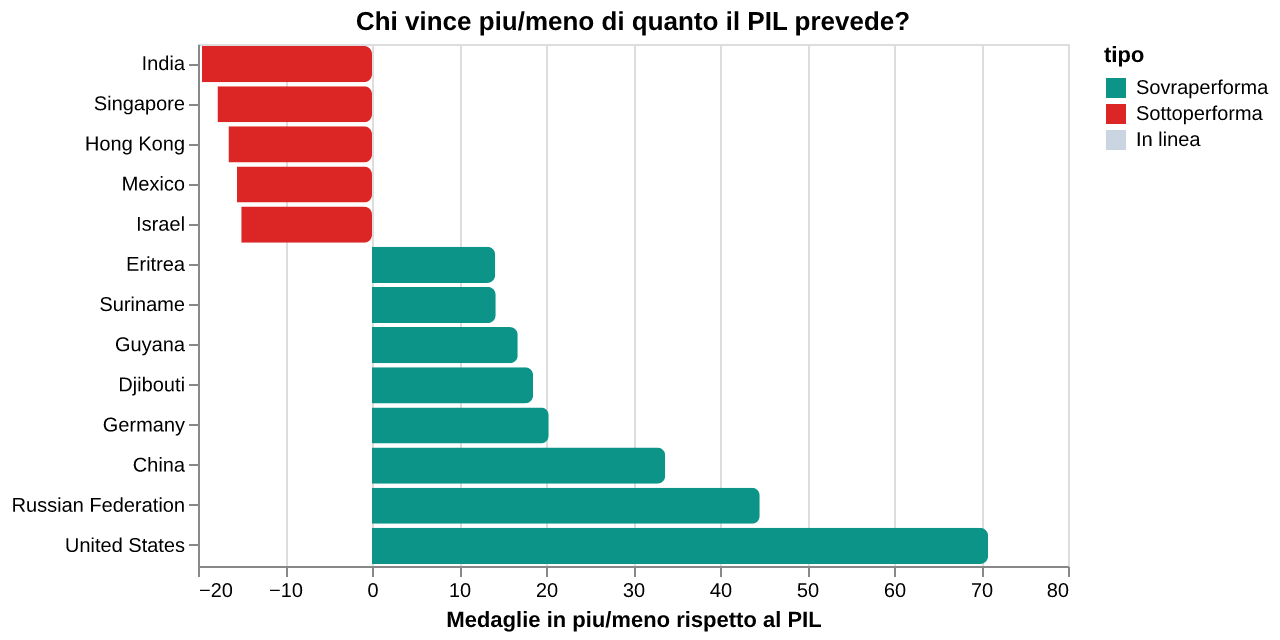 Chi vince piu/meno di quanto il PIL prevede?
India
Singapore
Hong Kong
Mexico
Israel
Eritrea
Suriname
Guyana
Djibouti
Germany
China
Russian Federation
United States
−20 −10 0 10 20 30 40 50 60 70 80
Medaglie in piu/meno rispetto al PIL
tipo
Sovraperforma
Sottoperforma
In linea